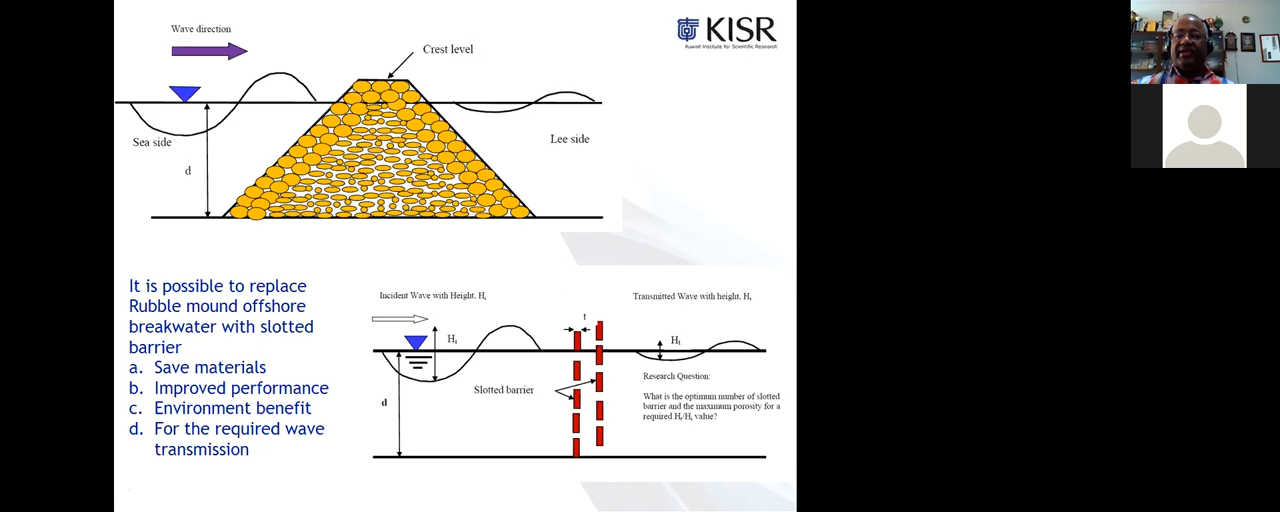 Wave direction
KISR
Kuwait Institute for Scientific Research
Crest level
Sea side
Lee side
d
It is possible to replace
Rubble mound offshore
breakwater with slotted
barrier
a. Save materials
b. Improved performance
c. Environment benefit
d. For the required wave
transmission
Incident Wave with Height, Hi
Transmitted Wave with height, Ht
t
Hi
Ht
Slotted barrier
d
Research Question:
What is the optimum number of slotted
barrier and the maximum porosity for a
required Ht/Hi value?